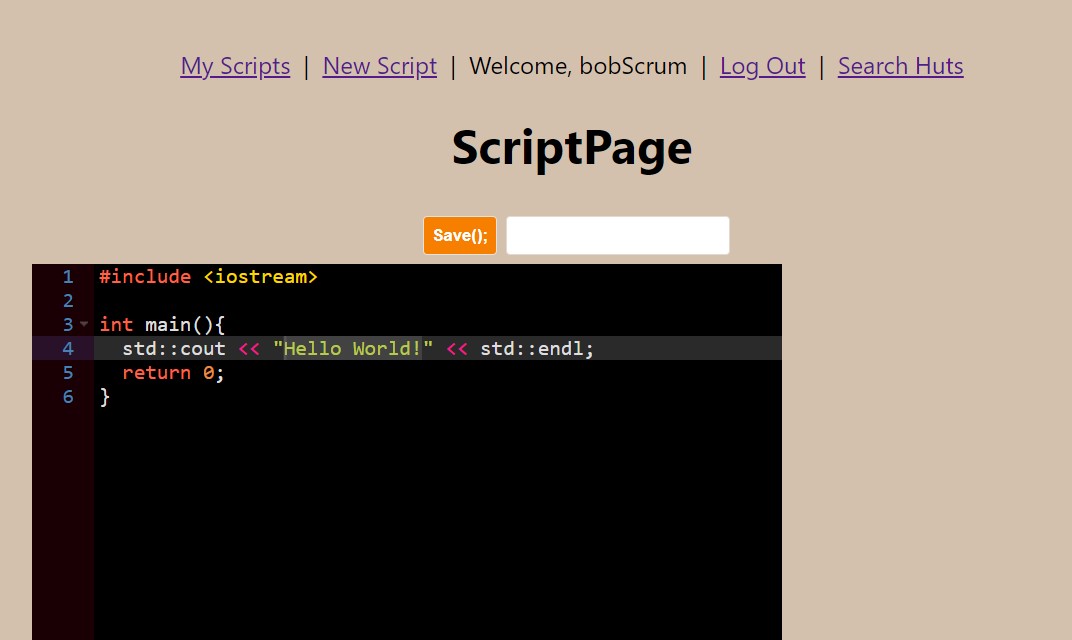 My Scripts | New Script | Welcome, bobScrum | Log Out | Search Huts
ScriptPage
Save();
1 #include <iostream>
2
3 int main(){
4   std::cout << "Hello World!" << std::endl;
5   return 0;
6 }